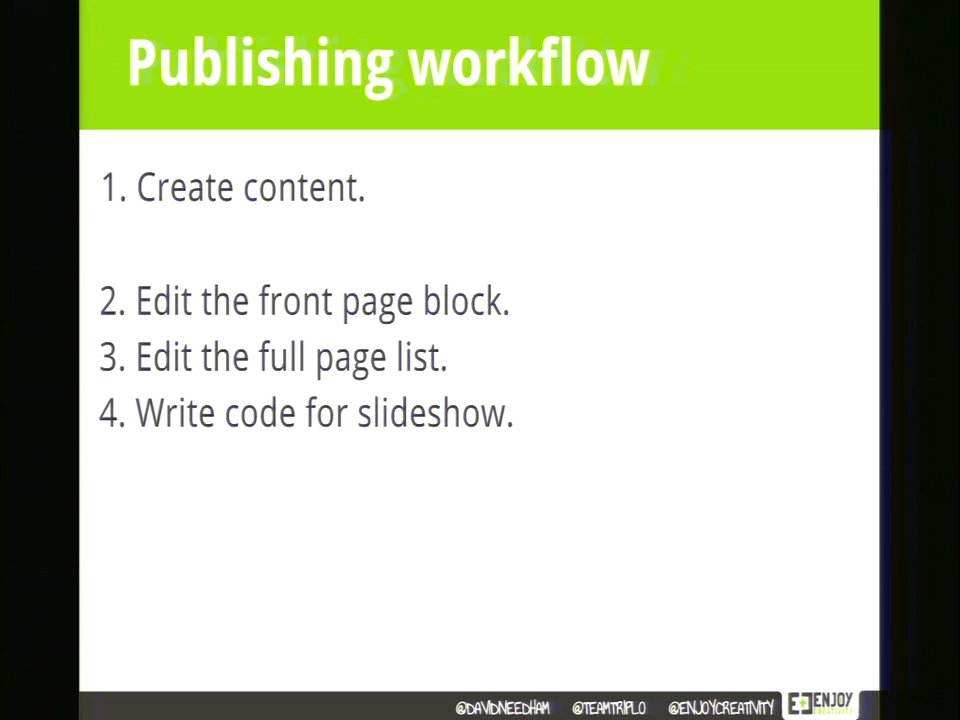 Publishing workflow
1. Create content.
2. Edit the front page block.
3. Edit the full page list.
4. Write code for slideshow.
@DAVIDNEEDHAM @TEAMTRIPLO @ENJOYCREATIVITY ENJOY
CREATIVITY